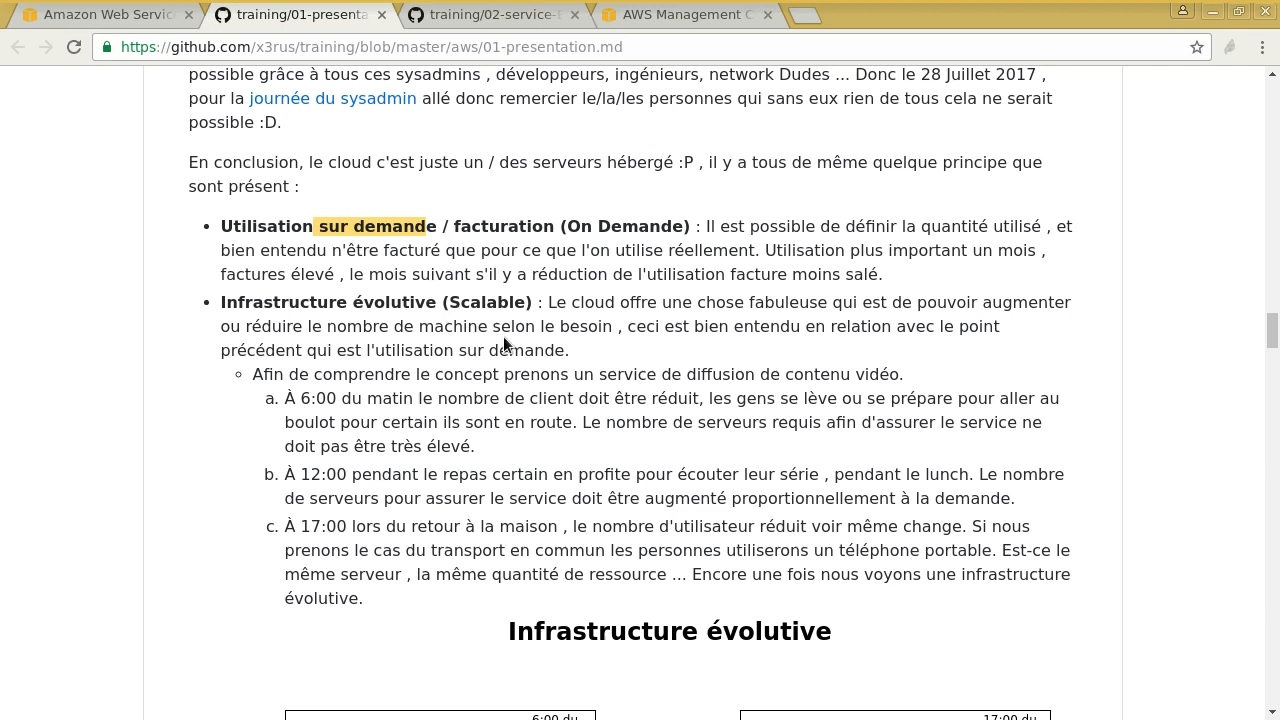 Amazon Web Servic
training/01-presenta
training/02-service-
AWS Management C
https://github.com/x3rus/training/blob/master/aws/01-presentation.md
possible grâce à tous ces sysadmins , développeurs, ingénieurs, network Dudes ... Donc le 28 Juillet 2017 ,
pour la journée du sysadmin allé donc remercier le/la/les personnes qui sans eux rien de tous cela ne serait
possible :D.
En conclusion, le cloud c'est juste un / des serveurs hébergé :P , il y a tous de même quelque principe que
sont présent :
• Utilisation sur demande / facturation (On Demande) : Il est possible de définir la quantité utilisé , et
bien entendu n'être facturé que pour ce que l'on utilise réellement. Utilisation plus important un mois ,
factures élevé , le mois suivant s'il y a réduction de l'utilisation facture moins salé.
• Infrastructure évolutive (Scalable) : Le cloud offre une chose fabuleuse qui est de pouvoir augmenter
ou réduire le nombre de machine selon le besoin , ceci est bien entendu en relation avec le point
précédent qui est l'utilisation sur demande.
◦ Afin de comprendre le concept prenons un service de diffusion de contenu vidéo.
a. À 6:00 du matin le nombre de client doit être réduit, les gens se lève ou se prépare pour aller au
boulot pour certain ils sont en route. Le nombre de serveurs requis afin d'assurer le service ne
doit pas être très élevé.
b. À 12:00 pendant le repas certain en profite pour écouter leur série , pendant le lunch. Le nombre
de serveurs pour assurer le service doit être augmenté proportionnellement à la demande.
c. À 17:00 lors du retour à la maison , le nombre d'utilisateur réduit voir même change. Si nous
prenons le cas du transport en commun les personnes utiliserons un téléphone portable. Est-ce le
même serveur , la même quantité de ressource ... Encore une fois nous voyons une infrastructure
évolutive.
Infrastructure évolutive
6:00 du
17:00 du